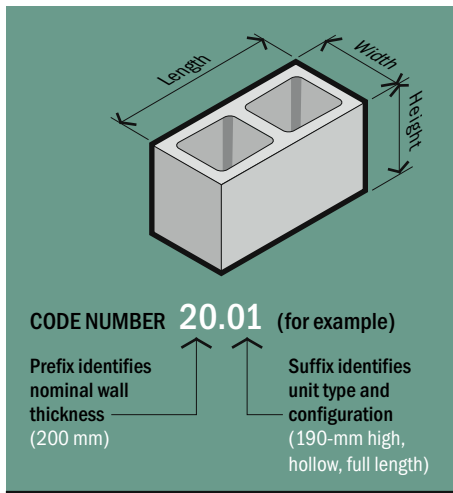 Length
Width
Height
CODE NUMBER 20.01 (for example)
Prefix identifies
nominal wall
thickness
(200 mm)
Suffix identifies
unit type and
configuration
(190-mm high,
hollow, full length)